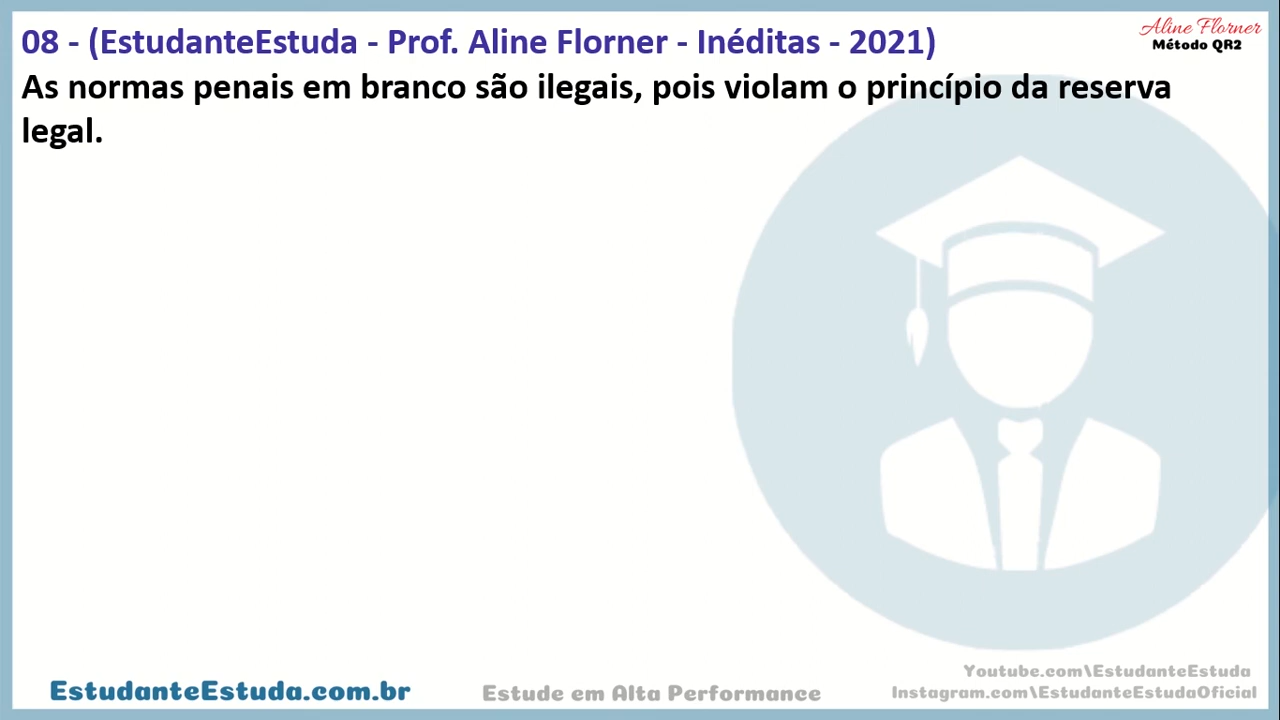 08 - (EstudanteEstuda - Prof. Aline Florner - Inéditas - 2021)
Aline Florner
Método QR2
As normas penais em branco são ilegais, pois violam o princípio da reserva
legal.
Youtube.com\EstudanteEstuda
EstudanteEstuda.com.br
Estude em Alta Performance
Instagram.com\EstudanteEstudaOficial